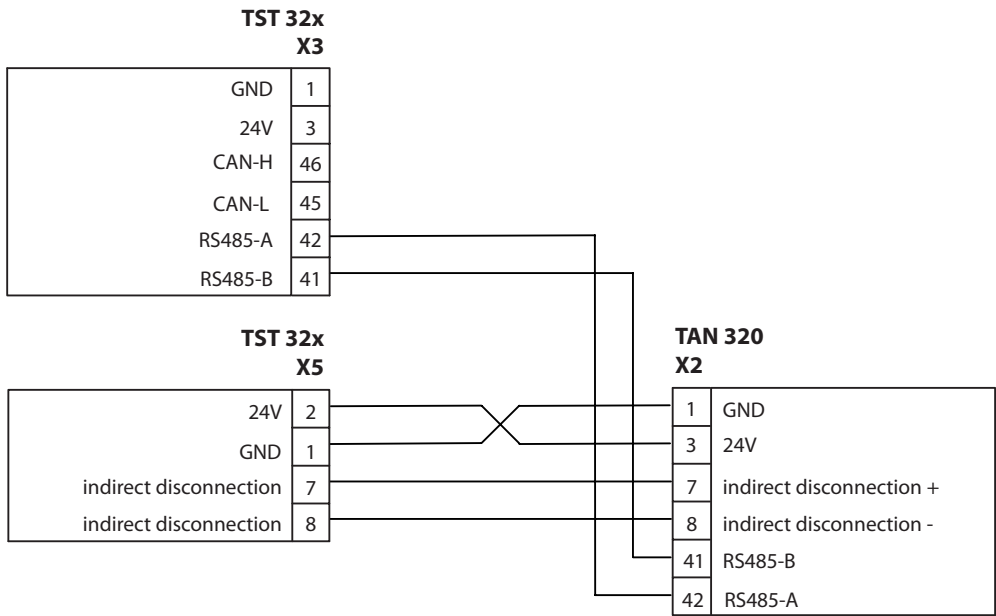 TST 32x
X3
GND 1
24V 3
CAN-H 46
CAN-L 45
RS485-A 42
RS485-B 41
TST 32x
X5
24V 2
GND 1
indirect disconnection 7
indirect disconnection 8
TAN 320
X2
1 GND
3 24V
7 indirect disconnection +
8 indirect disconnection -
41 RS485-B
42 RS485-A